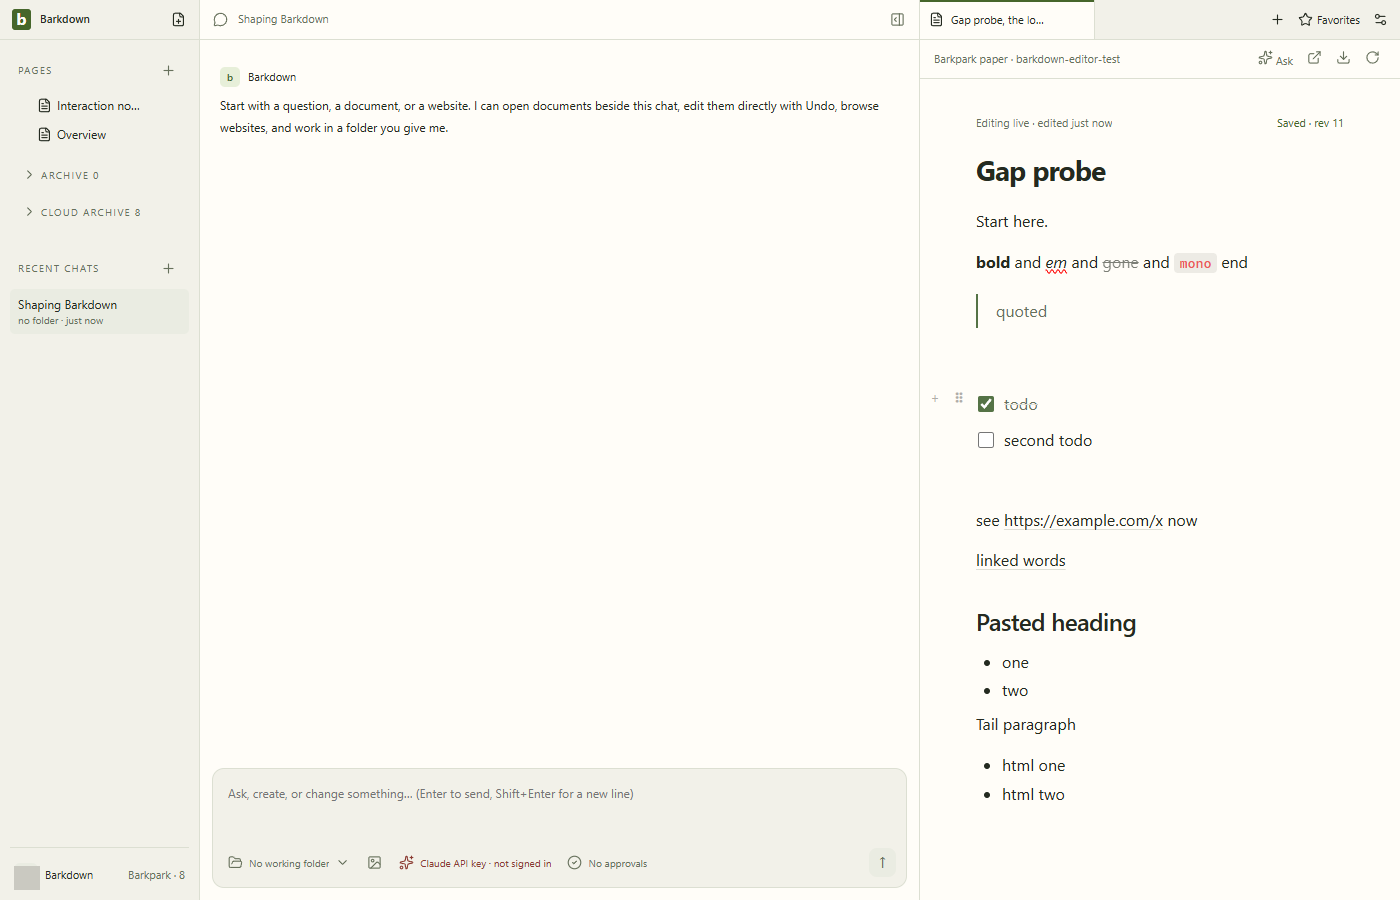 b Barkdown
PAGES
Interaction no...
Overview
ARCHIVE 0
CLOUD ARCHIVE 8
RECENT CHATS
Shaping Barkdown
no folder · just now
Barkdown
Barkpark · 8
Shaping Barkdown
b Barkdown
Start with a question, a document, or a website. I can open documents beside this chat, edit them directly with Undo, browse
websites, and work in a folder you give me.
Ask, create, or change something... (Enter to send, Shift+Enter for a new line)
No working folder
Claude API key · not signed in
No approvals
Gap probe, the lo...
Favorites
Barkpark paper · barkdown-editor-test
Ask
Editing live · edited just now
Saved · rev 11
Gap probe
Start here.
bold and em and gone and mono end
quoted
todo
second todo
see https://example.com/x now
linked words
Pasted heading
one
two
Tail paragraph
html one
html two